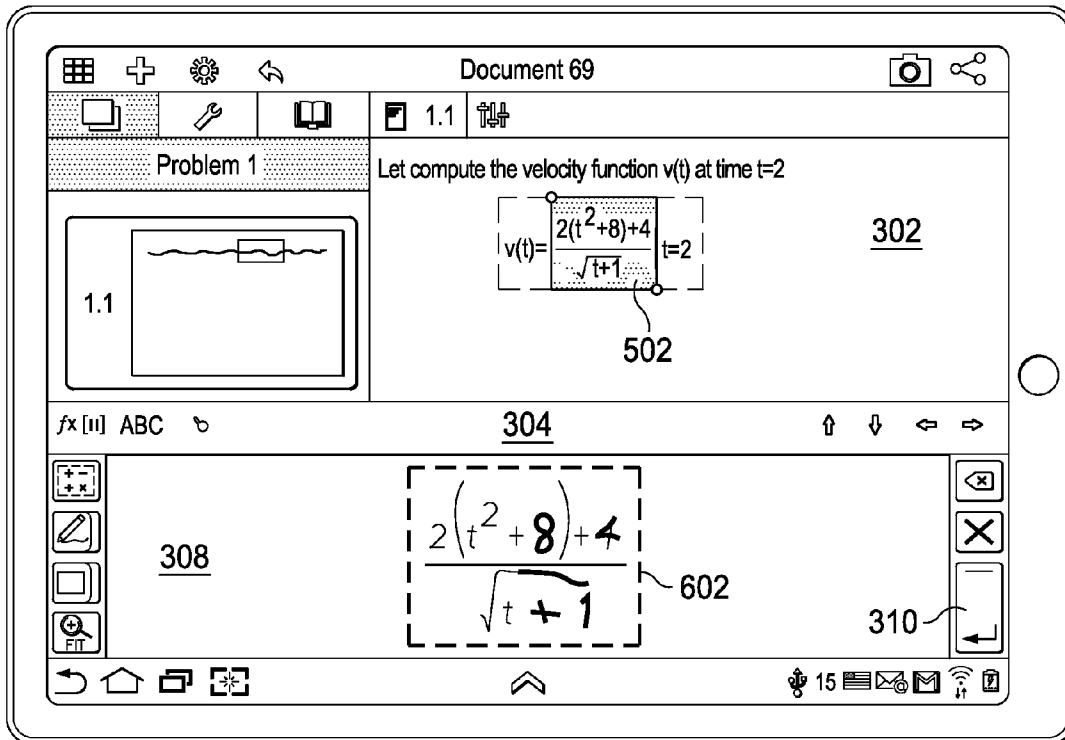 Document 69
1.1
Problem 1
Let compute the velocity function v(t) at time t=2
v(t)= 2(t²+8)+4 / √t+1 t=2
302
502
1.1
fx [II] ABC
304
2(t² + 8) + 4
√t + 1
308
602
310
FIT
15